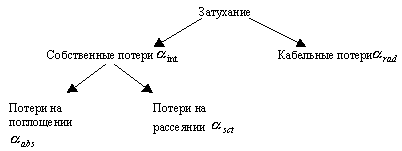 Затухание
Собственные потери αint
Кабельные потери αrad
Потери на
поглощении
αabs
Потери на
рассеянии αsct